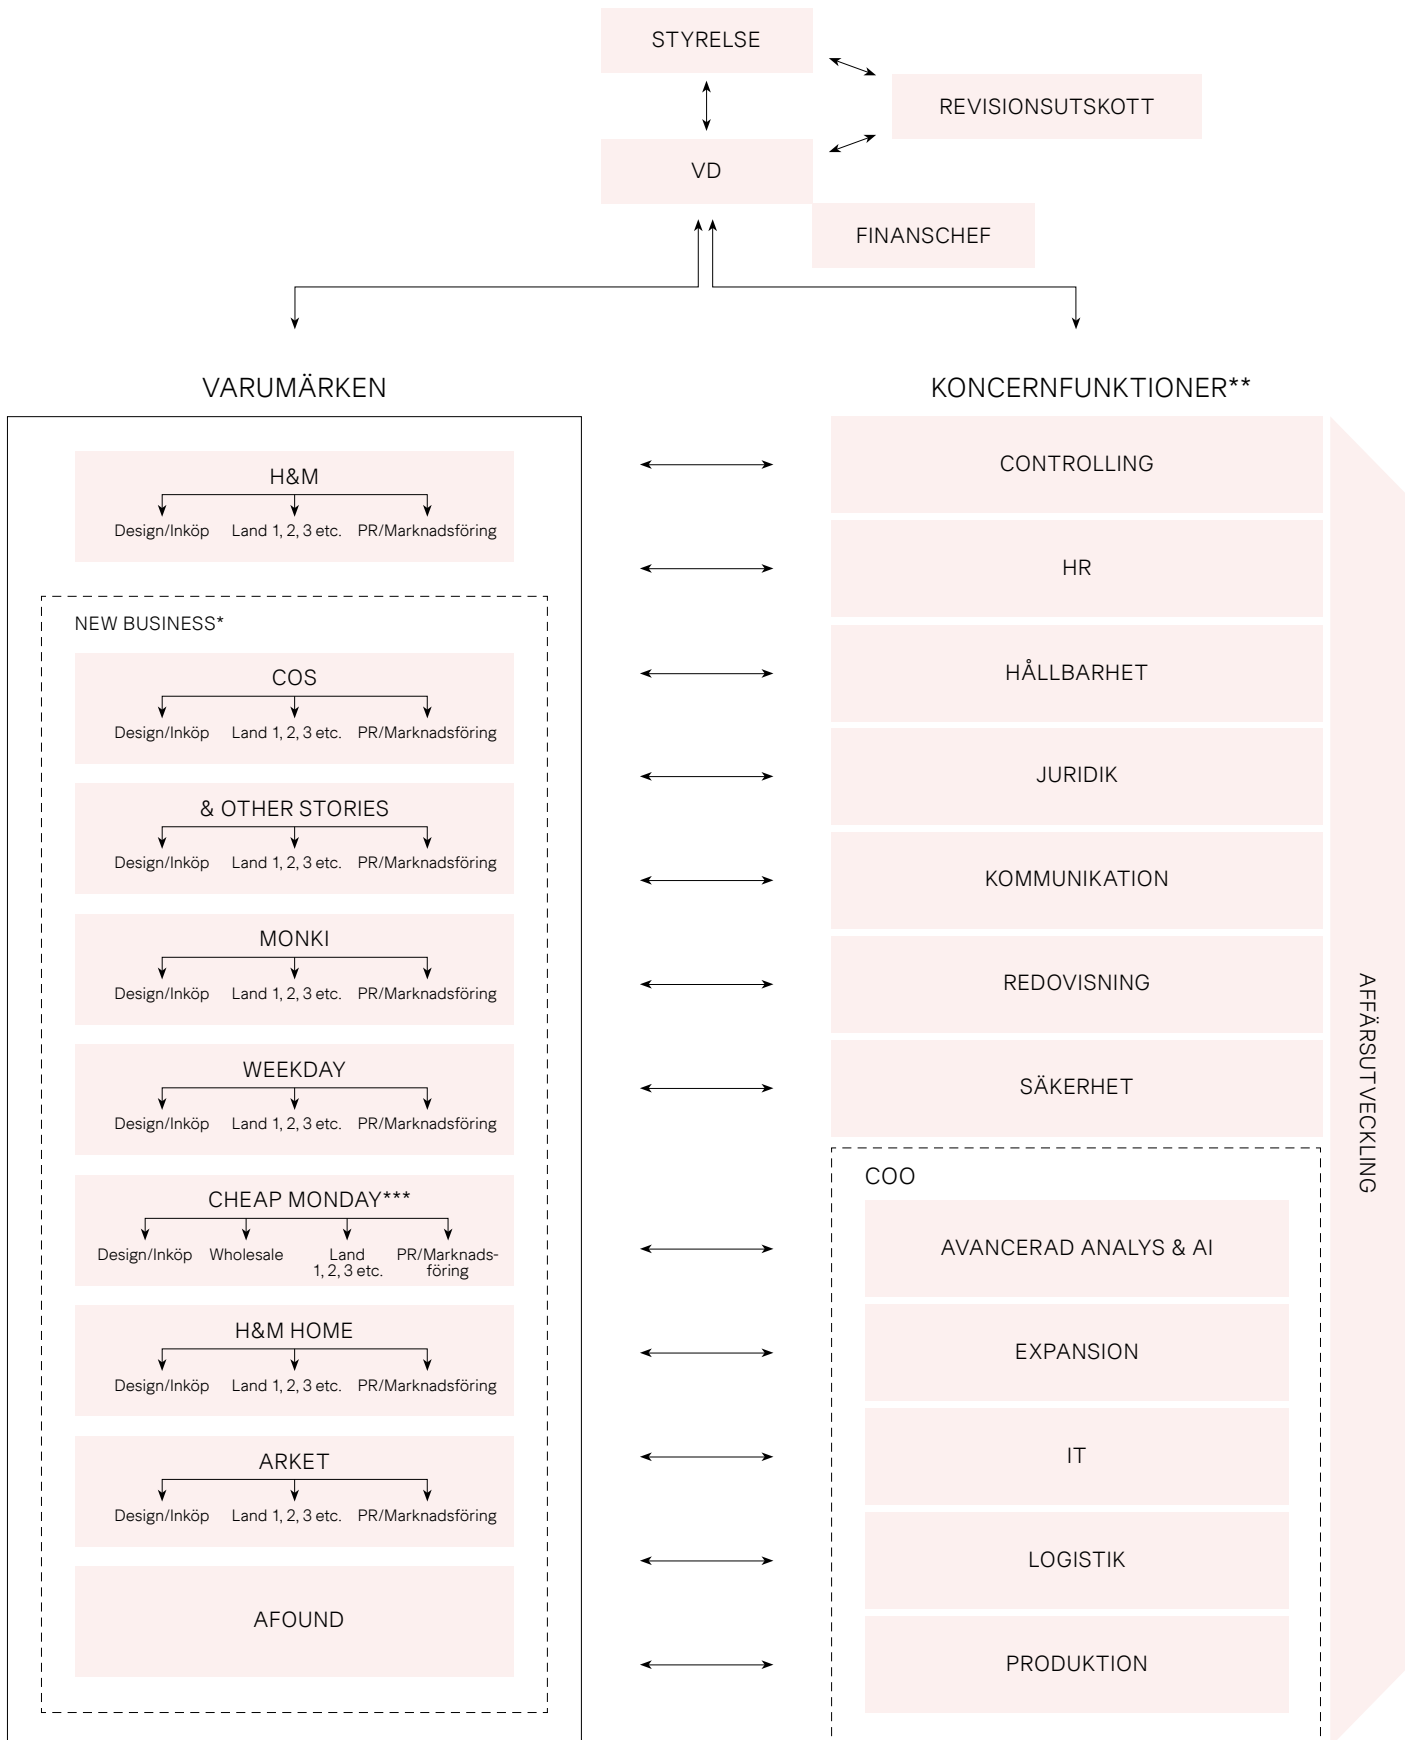 STYRELSE
REVISIONSUTSKOTT
VD
FINANSCHEF
VARUMÄRKEN
H&M
Design/Inköp Land 1, 2, 3 etc. PR/Marknadsföring
NEW BUSINESS*
COS
Design/Inköp Land 1, 2, 3 etc. PR/Marknadsföring
& OTHER STORIES
Design/Inköp Land 1, 2, 3 etc. PR/Marknadsföring
MONKI
Design/Inköp Land 1, 2, 3 etc. PR/Marknadsföring
WEEKDAY
Design/Inköp Land 1, 2, 3 etc. PR/Marknadsföring
CHEAP MONDAY***
Design/Inköp Wholesale Land PR/Marknads-
1, 2, 3 etc. föring
H&M HOME
Design/Inköp Land 1, 2, 3 etc. PR/Marknadsföring
ARKET
Design/Inköp Land 1, 2, 3 etc. PR/Marknadsföring
AFOUND
KONCERNFUNKTIONER**
CONTROLLING
HR
HÅLLBARHET
JURIDIK
KOMMUNIKATION
REDOVISNING
SÄKERHET
COO
AVANCERAD ANALYS & AI
EXPANSION
IT
LOGISTIK
PRODUKTION
AFFÄRSUTVECKLING